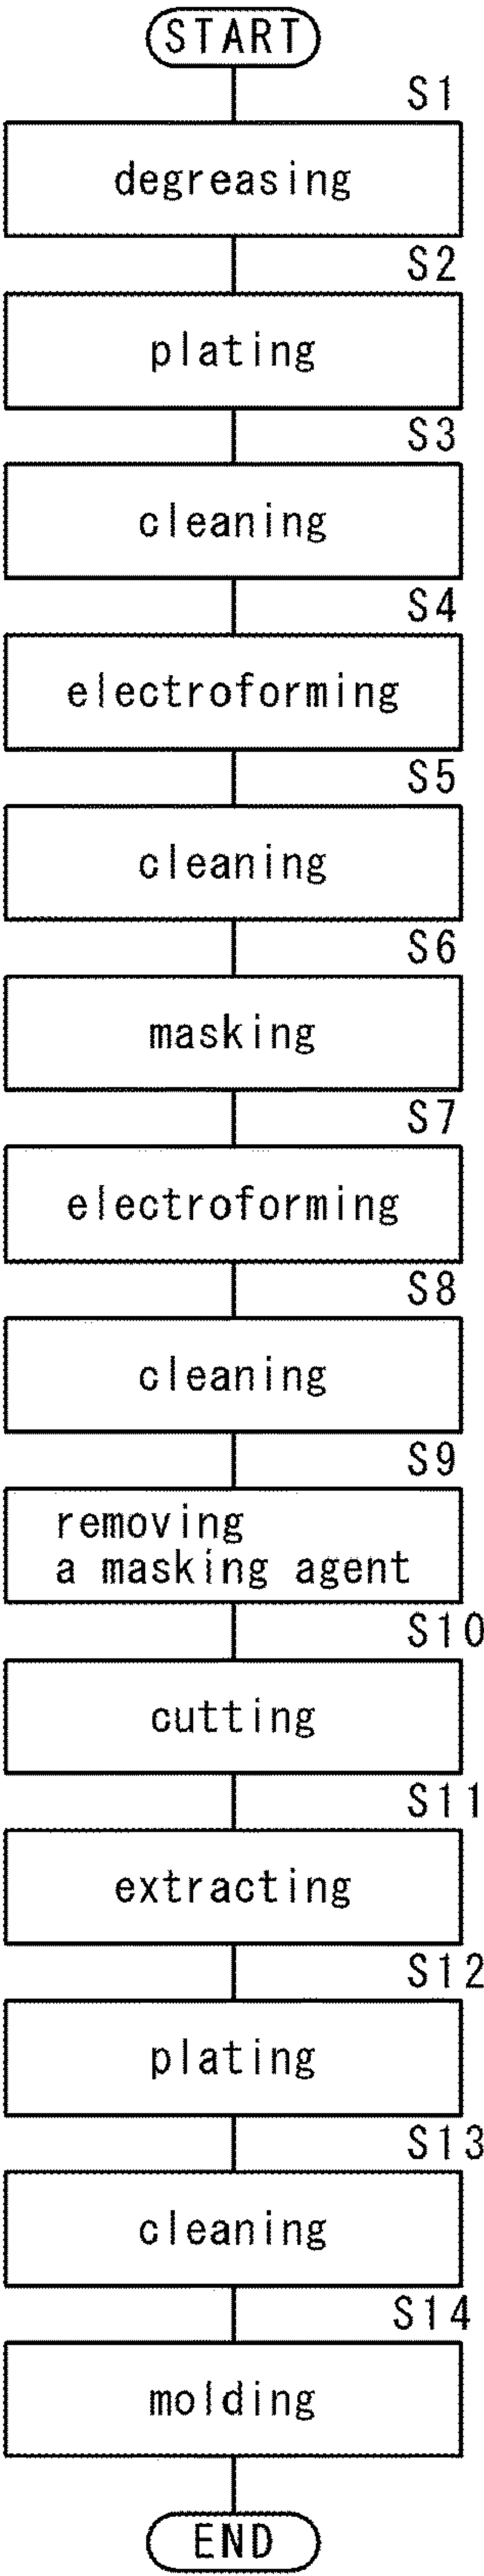 START
S1
degreasing
S2
plating
S3
cleaning
S4
electroforming
S5
cleaning
S6
masking
S7
electroforming
S8
cleaning
S9
removing
a masking agent
S10
cutting
S11
extracting
S12
plating
S13
cleaning
S14
molding
END